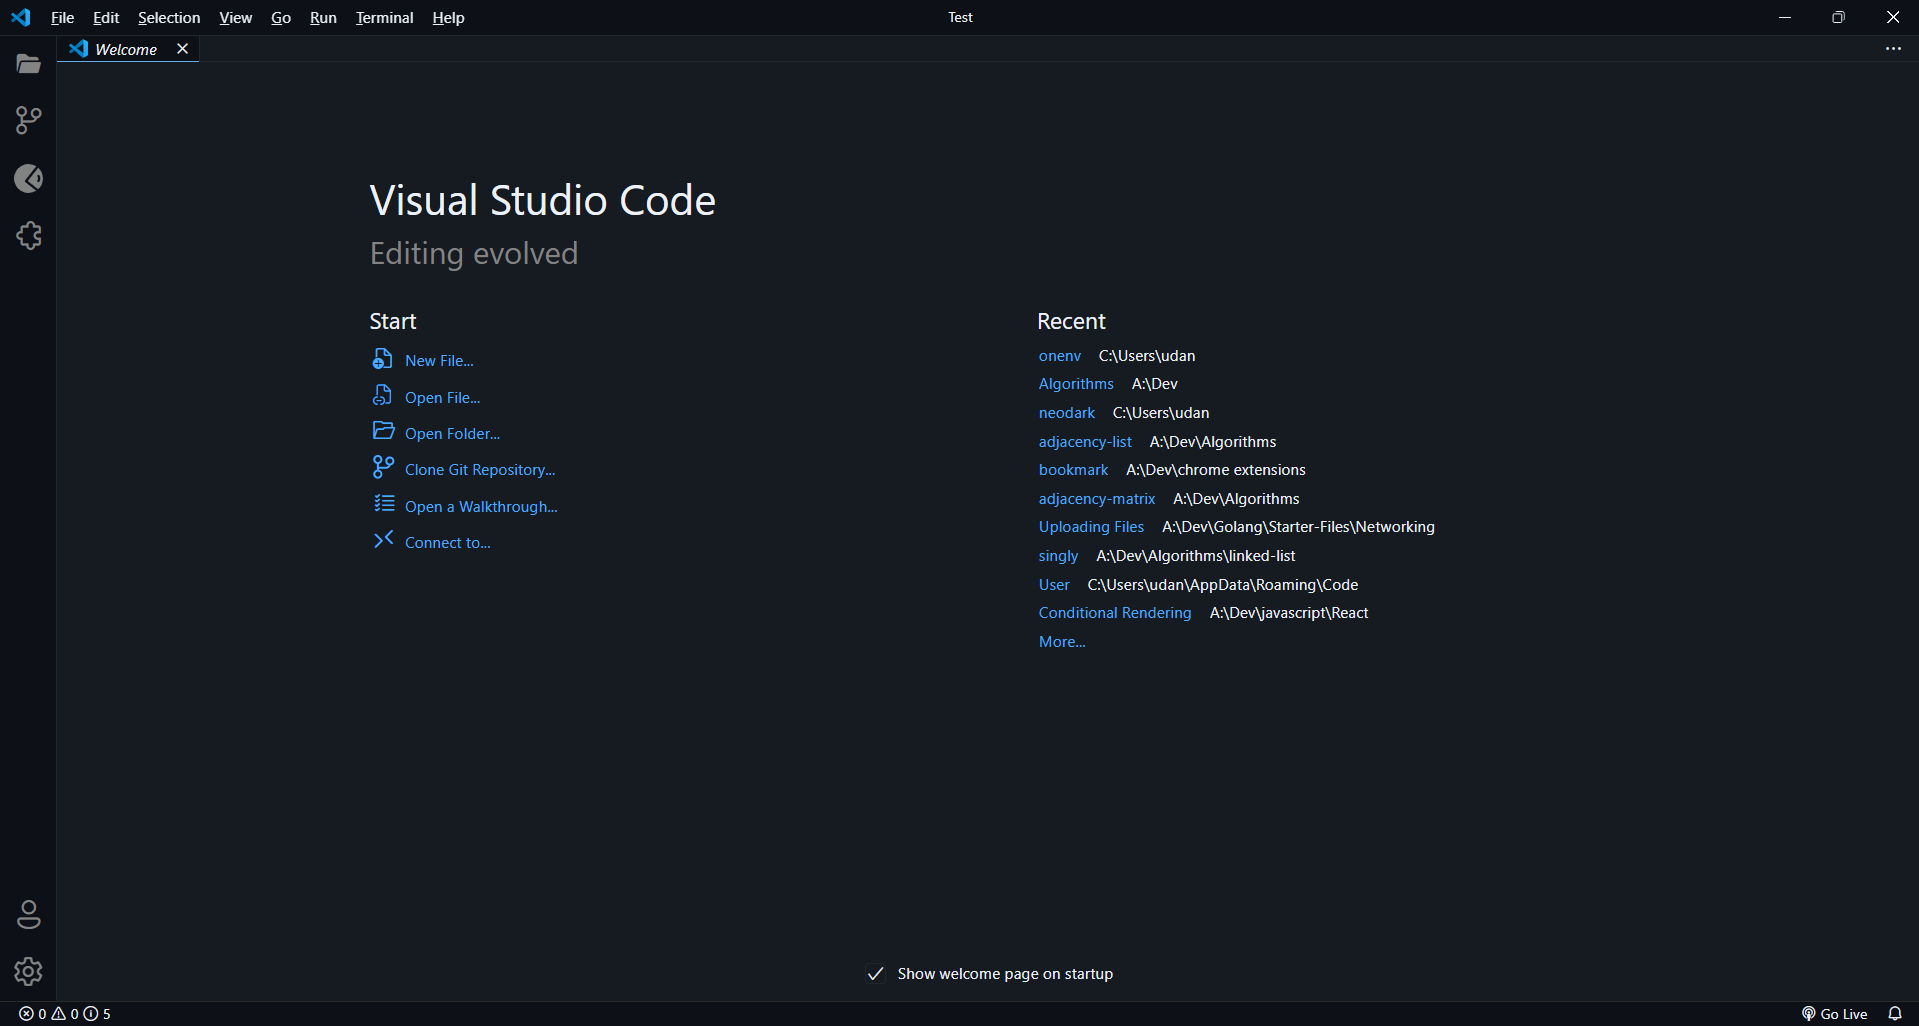 File Edit Selection View Go Run Terminal Help
Test
Welcome
Visual Studio Code
Editing evolved
Start
New File...
Open File...
Open Folder...
Clone Git Repository...
Open a Walkthrough...
Connect to...
Recent
onenv C:\Users\udan
Algorithms A:\Dev
neodark C:\Users\udan
adjacency-list A:\Dev\Algorithms
bookmark A:\Dev\chrome extensions
adjacency-matrix A:\Dev\Algorithms
Uploading Files A:\Dev\Golang\Starter-Files\Networking
singly A:\Dev\Algorithms\linked-list
User C:\Users\udan\AppData\Roaming\Code
Conditional Rendering A:\Dev\javascript\React
More...
Show welcome page on startup
0 0 5
Go Live